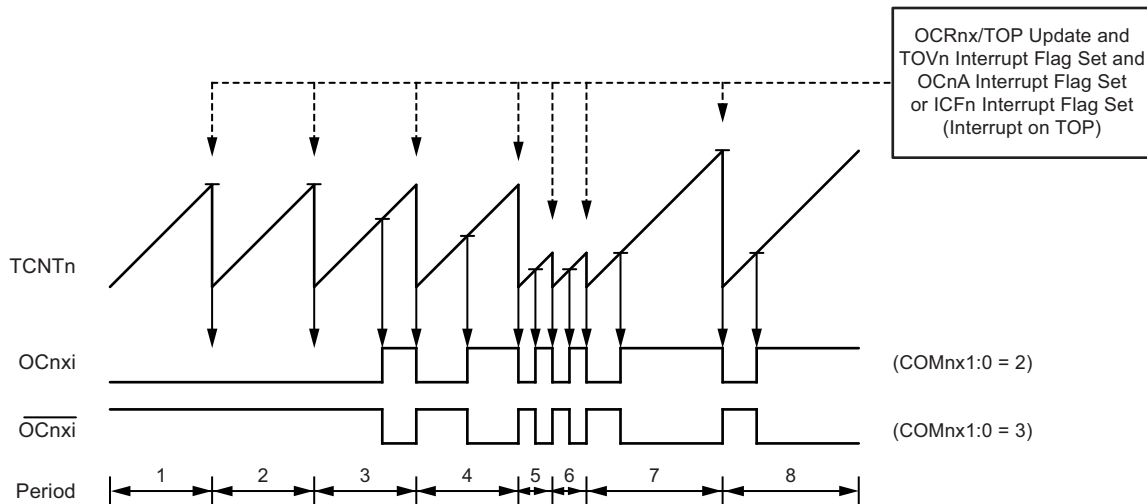 OCRnx/TOP Update and
TOVn Interrupt Flag Set and
OCnA Interrupt Flag Set
or ICFn Interrupt Flag Set
(Interrupt on TOP)
TCNTn
OCnxi
(COMnx1:0 = 2)
OCnxi
(COMnx1:0 = 3)
Period
1 2 3 4 5 6 7 8